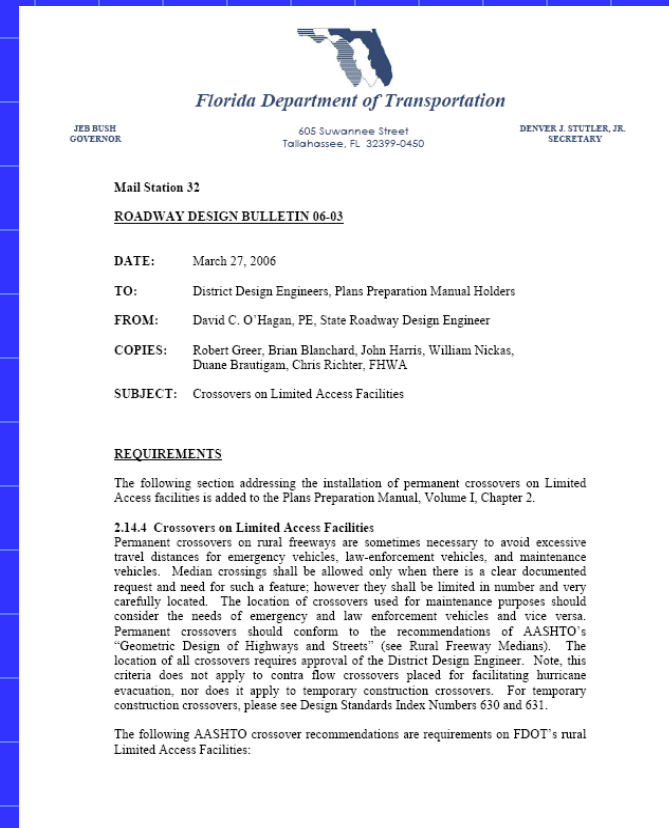 Florida Department of Transportation
JEB BUSH
GOVERNOR
605 Suwannee Street
Tallahassee, FL 32399-0450
DENVER J. STUTLER, JR.
SECRETARY
Mail Station 32
ROADWAY DESIGN BULLETIN 06-03
DATE: March 27, 2006
TO: District Design Engineers, Plans Preparation Manual Holders
FROM: David C. O'Hagan, PE, State Roadway Design Engineer
COPIES: Robert Greer, Brian Blanchard, John Harris, William Nickas,
Duane Brautigam, Chris Richter, FHWA
SUBJECT: Crossovers on Limited Access Facilities
REQUIREMENTS
The following section addressing the installation of permanent crossovers on Limited
Access facilities is added to the Plans Preparation Manual, Volume I, Chapter 2.
2.14.4 Crossovers on Limited Access Facilities
Permanent crossovers on rural freeways are sometimes necessary to avoid excessive
travel distances for emergency vehicles, law-enforcement vehicles, and maintenance
vehicles. Median crossings shall be allowed only when there is a clear documented
request and need for such a feature; however they shall be limited in number and very
carefully located. The location of crossovers used for maintenance purposes should
consider the needs of emergency and law enforcement vehicles and vice versa.
Permanent crossovers should conform to the recommendations of AASHTO's
"Geometric Design of Highways and Streets" (see Rural Freeway Medians). The
location of all crossovers requires approval of the District Design Engineer. Note, this
criteria does not apply to contra flow crossovers placed for facilitating hurricane
evacuation, nor does it apply to temporary construction crossovers. For temporary
construction crossovers, please see Design Standards Index Numbers 630 and 631.
The following AASHTO crossover recommendations are requirements on FDOT's rural
Limited Access Facilities: